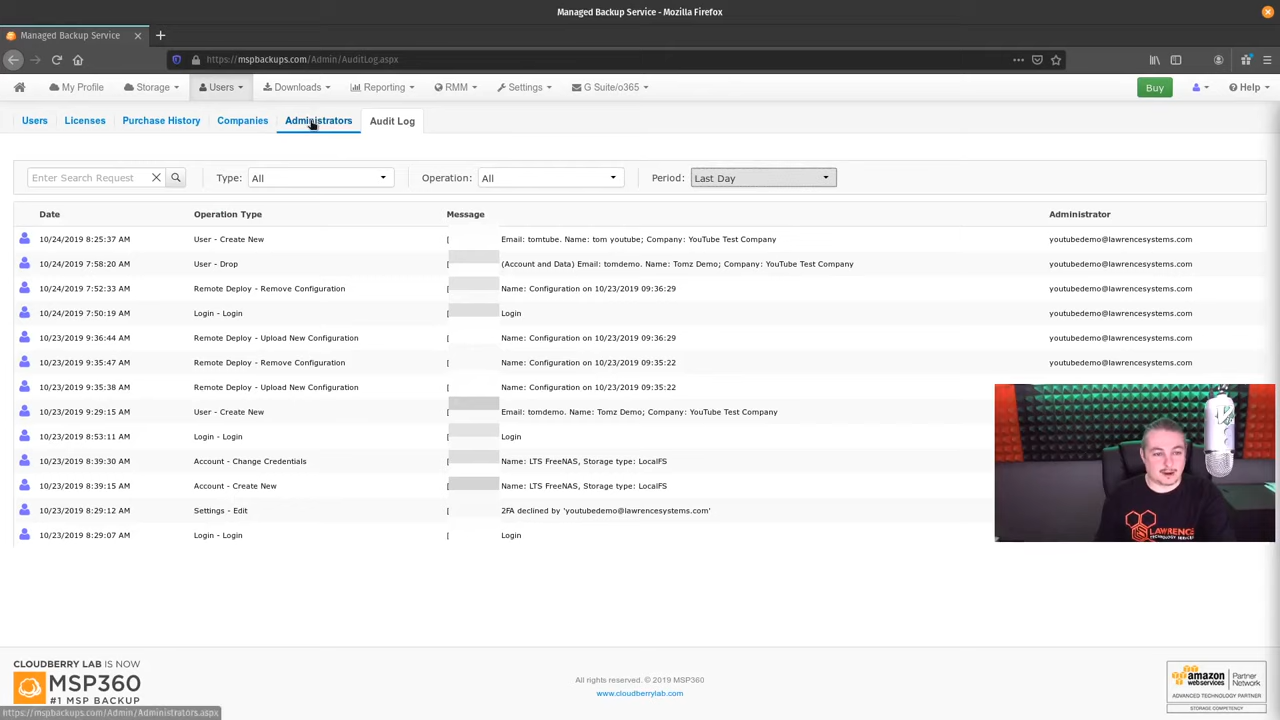 Managed Backup Service - Mozilla Firefox
Managed Backup Service
https://mspbackups.com/Admin/AuditLog.aspx
My Profile Storage Users Downloads Reporting RMM Settings G Suite/o365 Buy Help
Users Licenses Purchase History Companies Administrators Audit Log
Enter Search Request Type: All Operation: All Period: Last Day
Date Operation Type Message Administrator
10/24/2019 8:25:37 AM User - Create New [ Email: tomtube. Name: tom youtube; Company: YouTube Test Company youtubedemo@lawrencesystems.com
10/24/2019 7:58:20 AM User - Drop [ (Account and Data) Email: tomdemo. Name: Tomz Demo; Company: YouTube Test Company youtubedemo@lawrencesystems.com
10/24/2019 7:52:33 AM Remote Deploy - Remove Configuration [ Name: Configuration on 10/23/2019 09:36:29 youtubedemo@lawrencesystems.com
10/24/2019 7:50:19 AM Login - Login [ Login youtubedemo@lawrencesystems.com
10/23/2019 9:36:44 AM Remote Deploy - Upload New Configuration [ Name: Configuration on 10/23/2019 09:36:29 youtubedemo@lawrencesystems.com
10/23/2019 9:35:47 AM Remote Deploy - Remove Configuration [ Name: Configuration on 10/23/2019 09:35:22 youtubedemo@lawrencesystems.com
10/23/2019 9:35:38 AM Remote Deploy - Upload New Configuration [ Name: Configuration on 10/23/2019 09:35:22
10/23/2019 9:29:15 AM User - Create New [ Email: tomdemo. Name: Tomz Demo; Company: YouTube Test Company
10/23/2019 8:53:11 AM Login - Login [ Login
10/23/2019 8:39:30 AM Account - Change Credentials [ Name: LTS FreeNAS, Storage type: LocalFS
10/23/2019 8:39:15 AM Account - Create New [ Name: LTS FreeNAS, Storage type: LocalFS
10/23/2019 8:29:12 AM Settings - Edit [ 2FA declined by 'youtubedemo@lawrencesystems.com'
10/23/2019 8:29:07 AM Login - Login [ Login
LAWRENCE
TECHNOLOGY SERVICES
CLOUDBERRY LAB IS NOW
MSP360
#1 MSP BACKUP
All rights reserved. © 2019 MSP360
www.cloudberrylab.com
amazon
web services
Partner
Network
ADVANCED TECHNOLOGY PARTNER
STORAGE COMPETENCY
https://mspbackups.com/Admin/Administrators.aspx